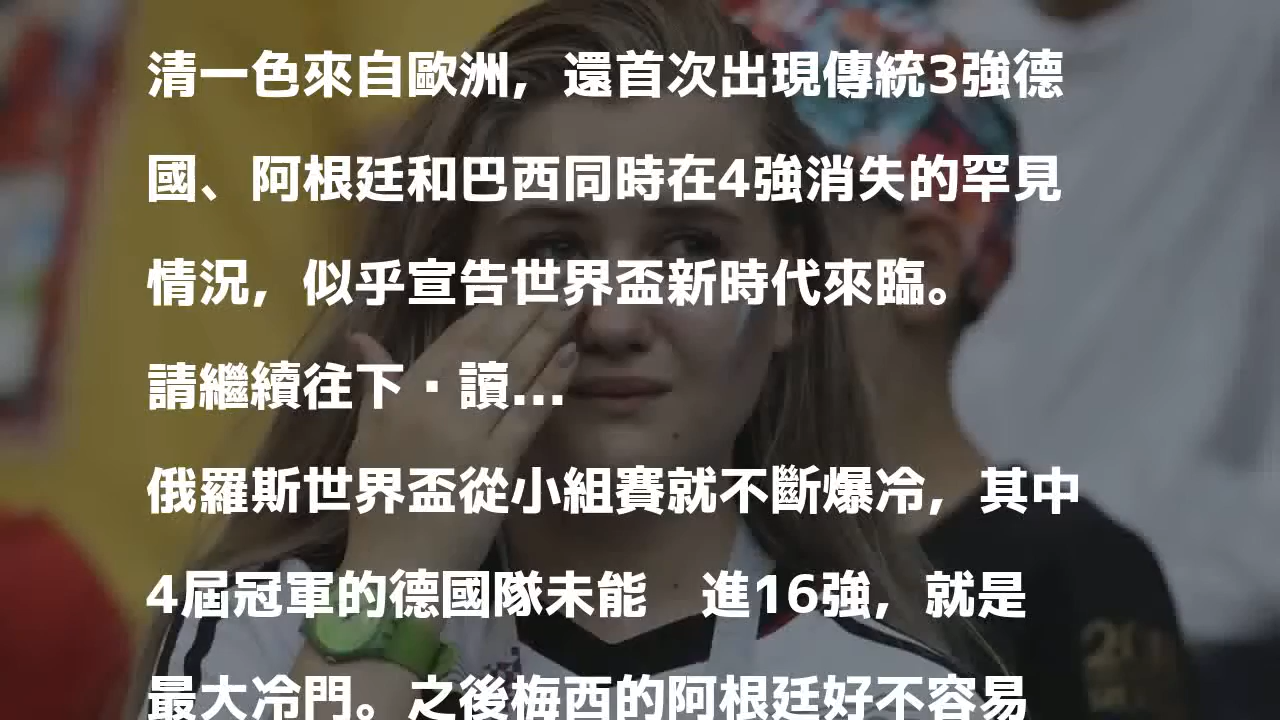 清一色來自歐洲，還首次出現傳統3強德
國、阿根廷和巴西同時在4強消失的罕見
情況，似乎宣告世界盃新時代來臨。
請繼續往下·讀...
俄羅斯世界盃從小組賽就不斷爆冷，其中
4屆冠軍的德國隊未能　進16強，就是
最大冷門。之後梅西的阿根廷好不容易